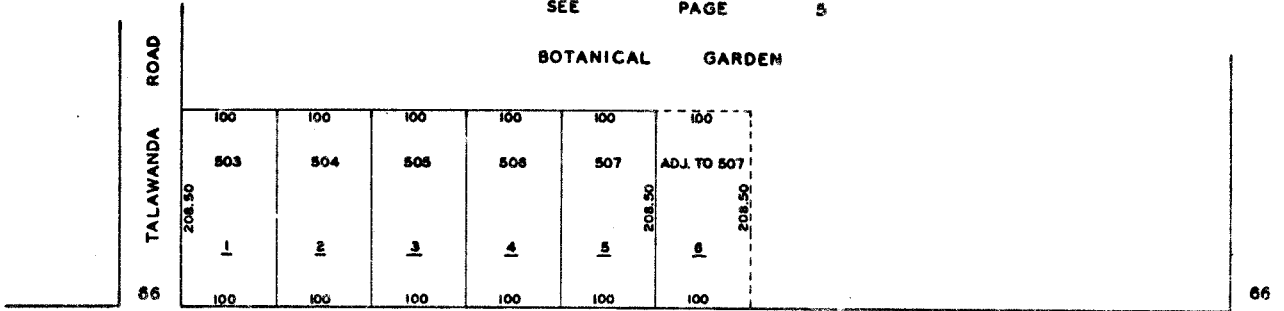 SEE PAGE 5
BOTANICAL GARDEN
TALAWANDA ROAD
100 100 100 100 100 100
503 504 505 506 507 ADJ. TO 507
208.50 208.50 208.50
1 2 3 4 5 6
66 100 100 100 100 100 100 66